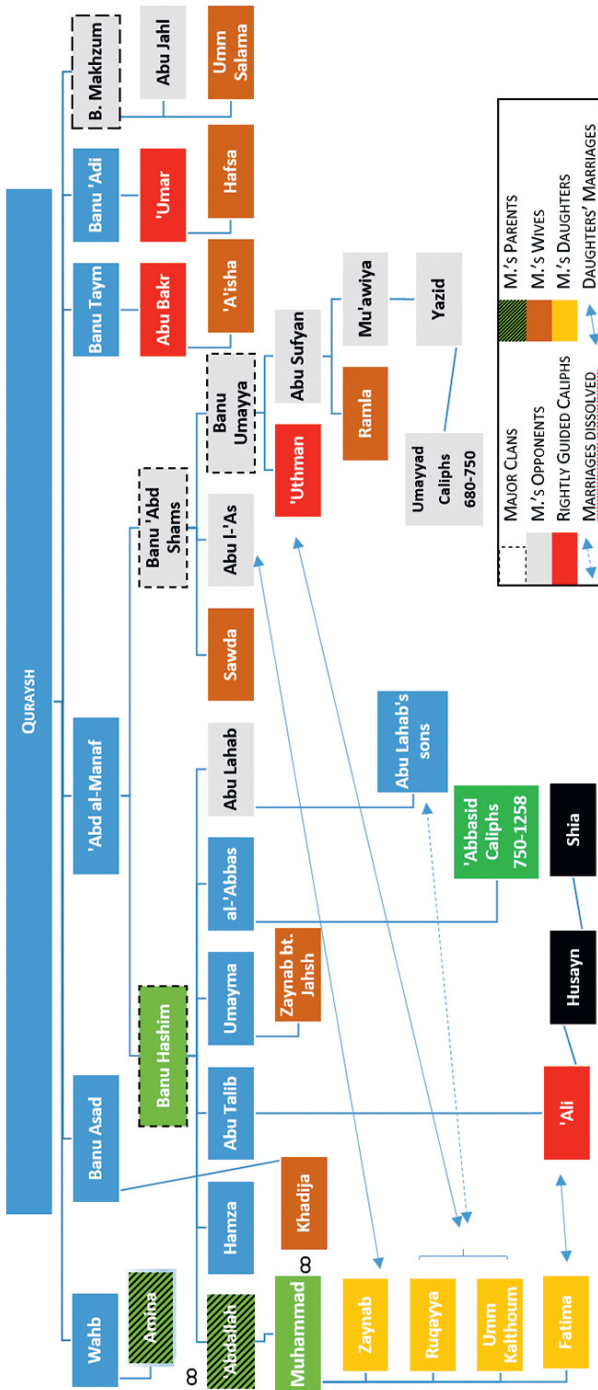 QURAYSH
Wahb
Banu Asad
'Abd al-Manaf
Banu Taym
Banu 'Adi
B. Makhzum
Amina
Banu Hashim
Banu 'Abd
Shams
Abu Bakr
'Umar
Abu Jahl
∞
'Abdallah
Hamza
Abu Talib
Umayma
al-'Abbas
Abu Lahab
Sawda
Abu l-'As
Banu
Umayya
'A'isha
Hafsa
Umm
Salama
Muhammad
∞
Khadija
Zaynab bt.
Jahsh
'Uthman
Abu Sufyan
Zaynab
Abu Lahab's
sons
Ramla
Mu'awiya
Ruqayya
Umayyad
Caliphs
680-750
Yazid
Umm
Kalthoum
'Abbasid
Caliphs
750-1258
Fatima
'Ali
Husayn
Shia
MAJOR CLANS
M.'S OPPONENTS
RIGHTLY GUIDED CALIPHS
MARRIAGES DISSOLVED
M.'S PARENTS
M.'S WIVES
M.'S DAUGHTERS
DAUGHTERS' MARRIAGES